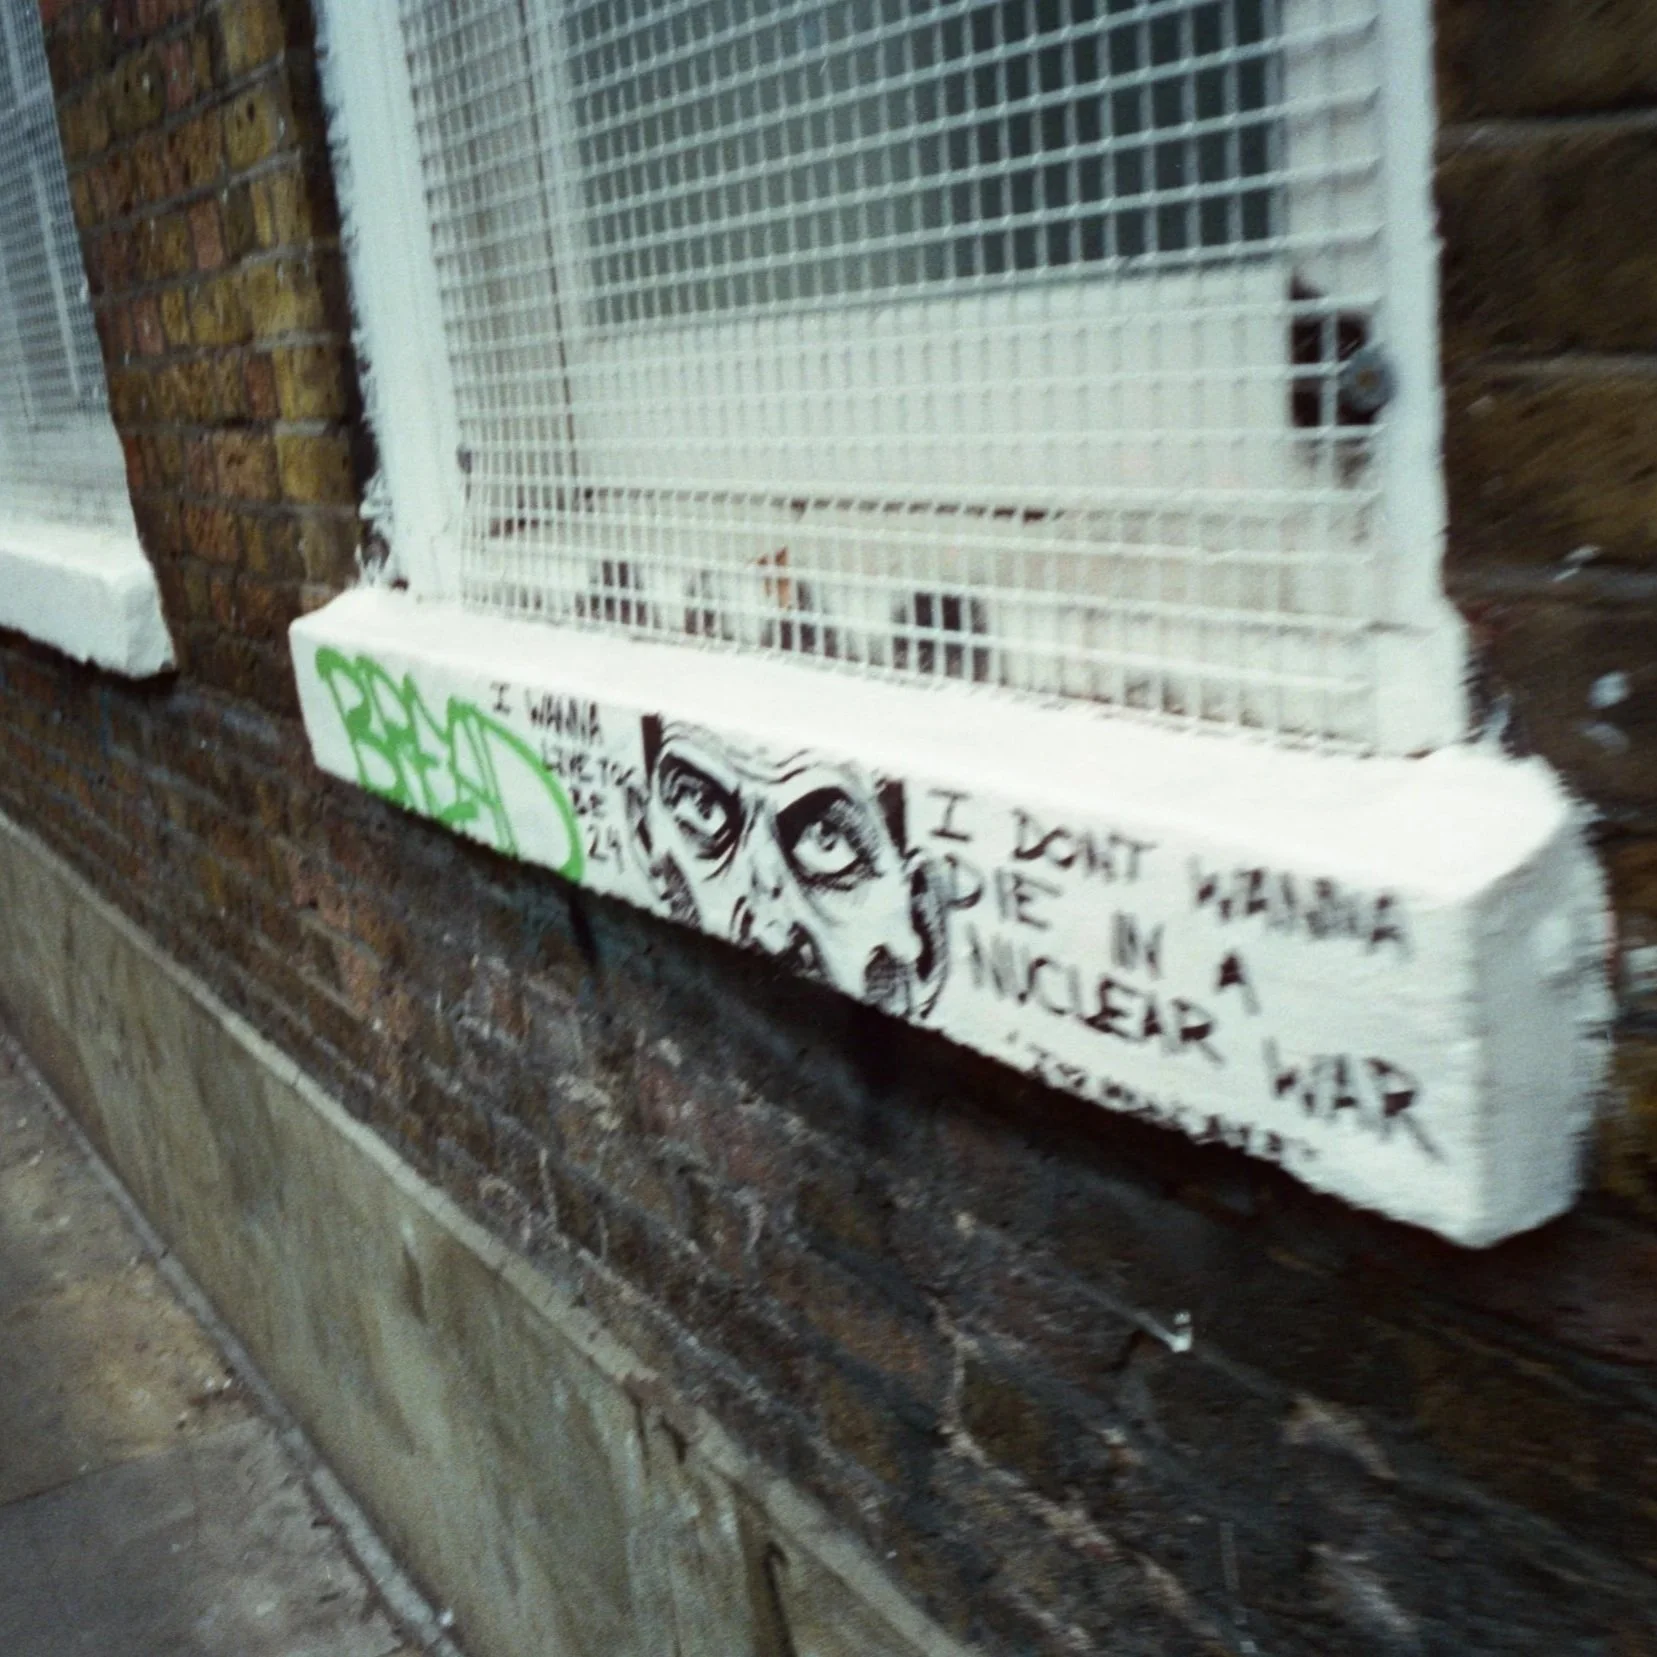 BREAD
I WANNA
LIVE TO
BE
24
I DONT WANNA
DIE IN A
NUCLEAR WAR